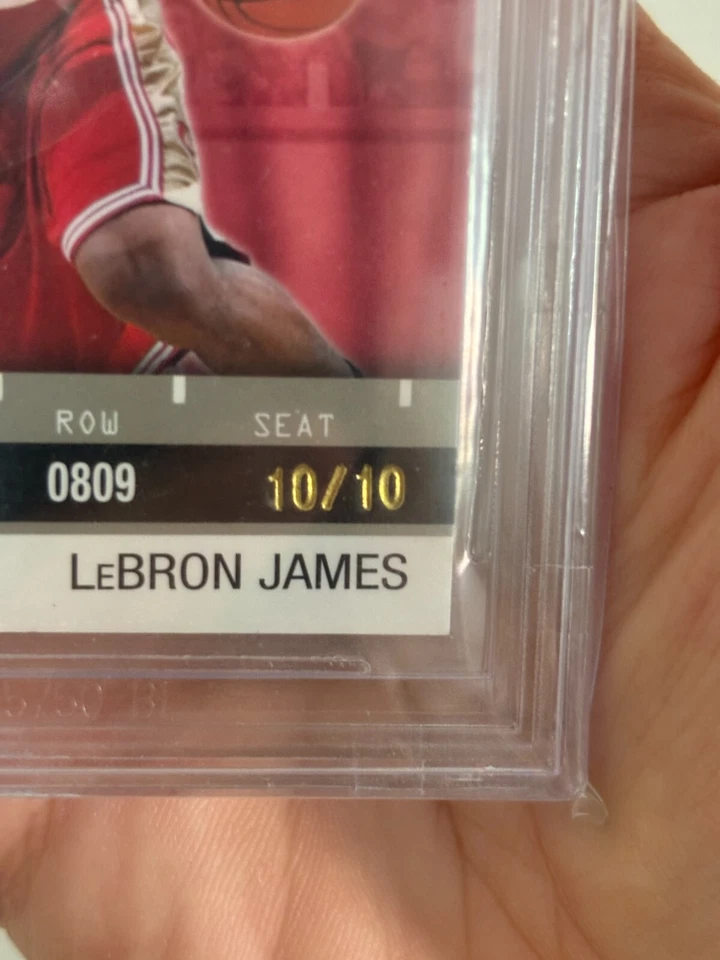 ROW SEAT
0809 10/10
LEBRON JAMES